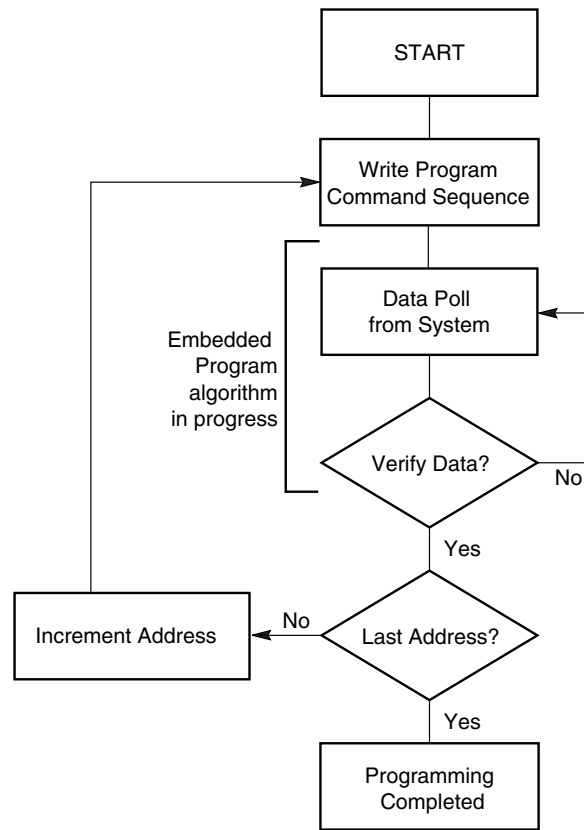 START
Write Program
Command Sequence
Data Poll
from System
Embedded
Program
algorithm
in progress
Verify Data?
No
Yes
No
Increment Address
Last Address?
Yes
Programming
Completed